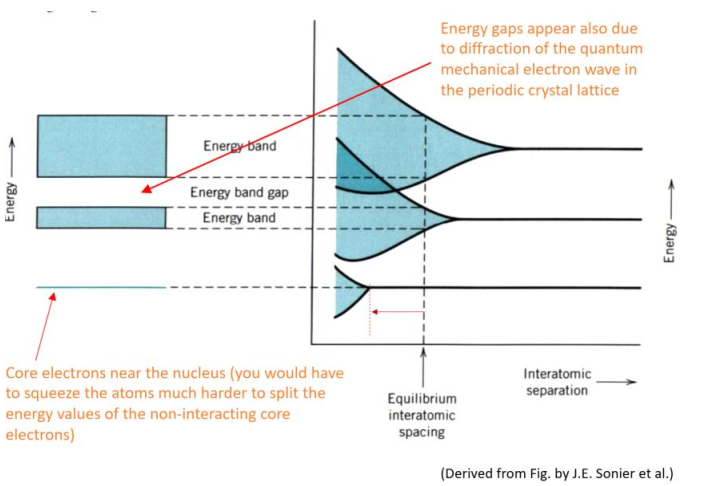 Energy gaps appear also due
to diffraction of the quantum
mechanical electron wave in
the periodic crystal lattice
Energy band
Energy band gap
Energy band
Energy
Energy
Core electrons near the nucleus (you would have
to squeeze the atoms much harder to split the
energy values of the non-interacting core
electrons)
Equilibrium
interatomic
spacing
Interatomic
separation
(Derived from Fig. by J.E. Sonier et al.)